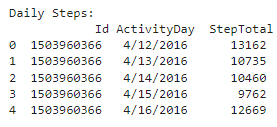 Daily Steps:
Id ActivityDay StepTotal
0 1503960366 4/12/2016 13162
1 1503960366 4/13/2016 10735
2 1503960366 4/14/2016 10460
3 1503960366 4/15/2016 9762
4 1503960366 4/16/2016 12669